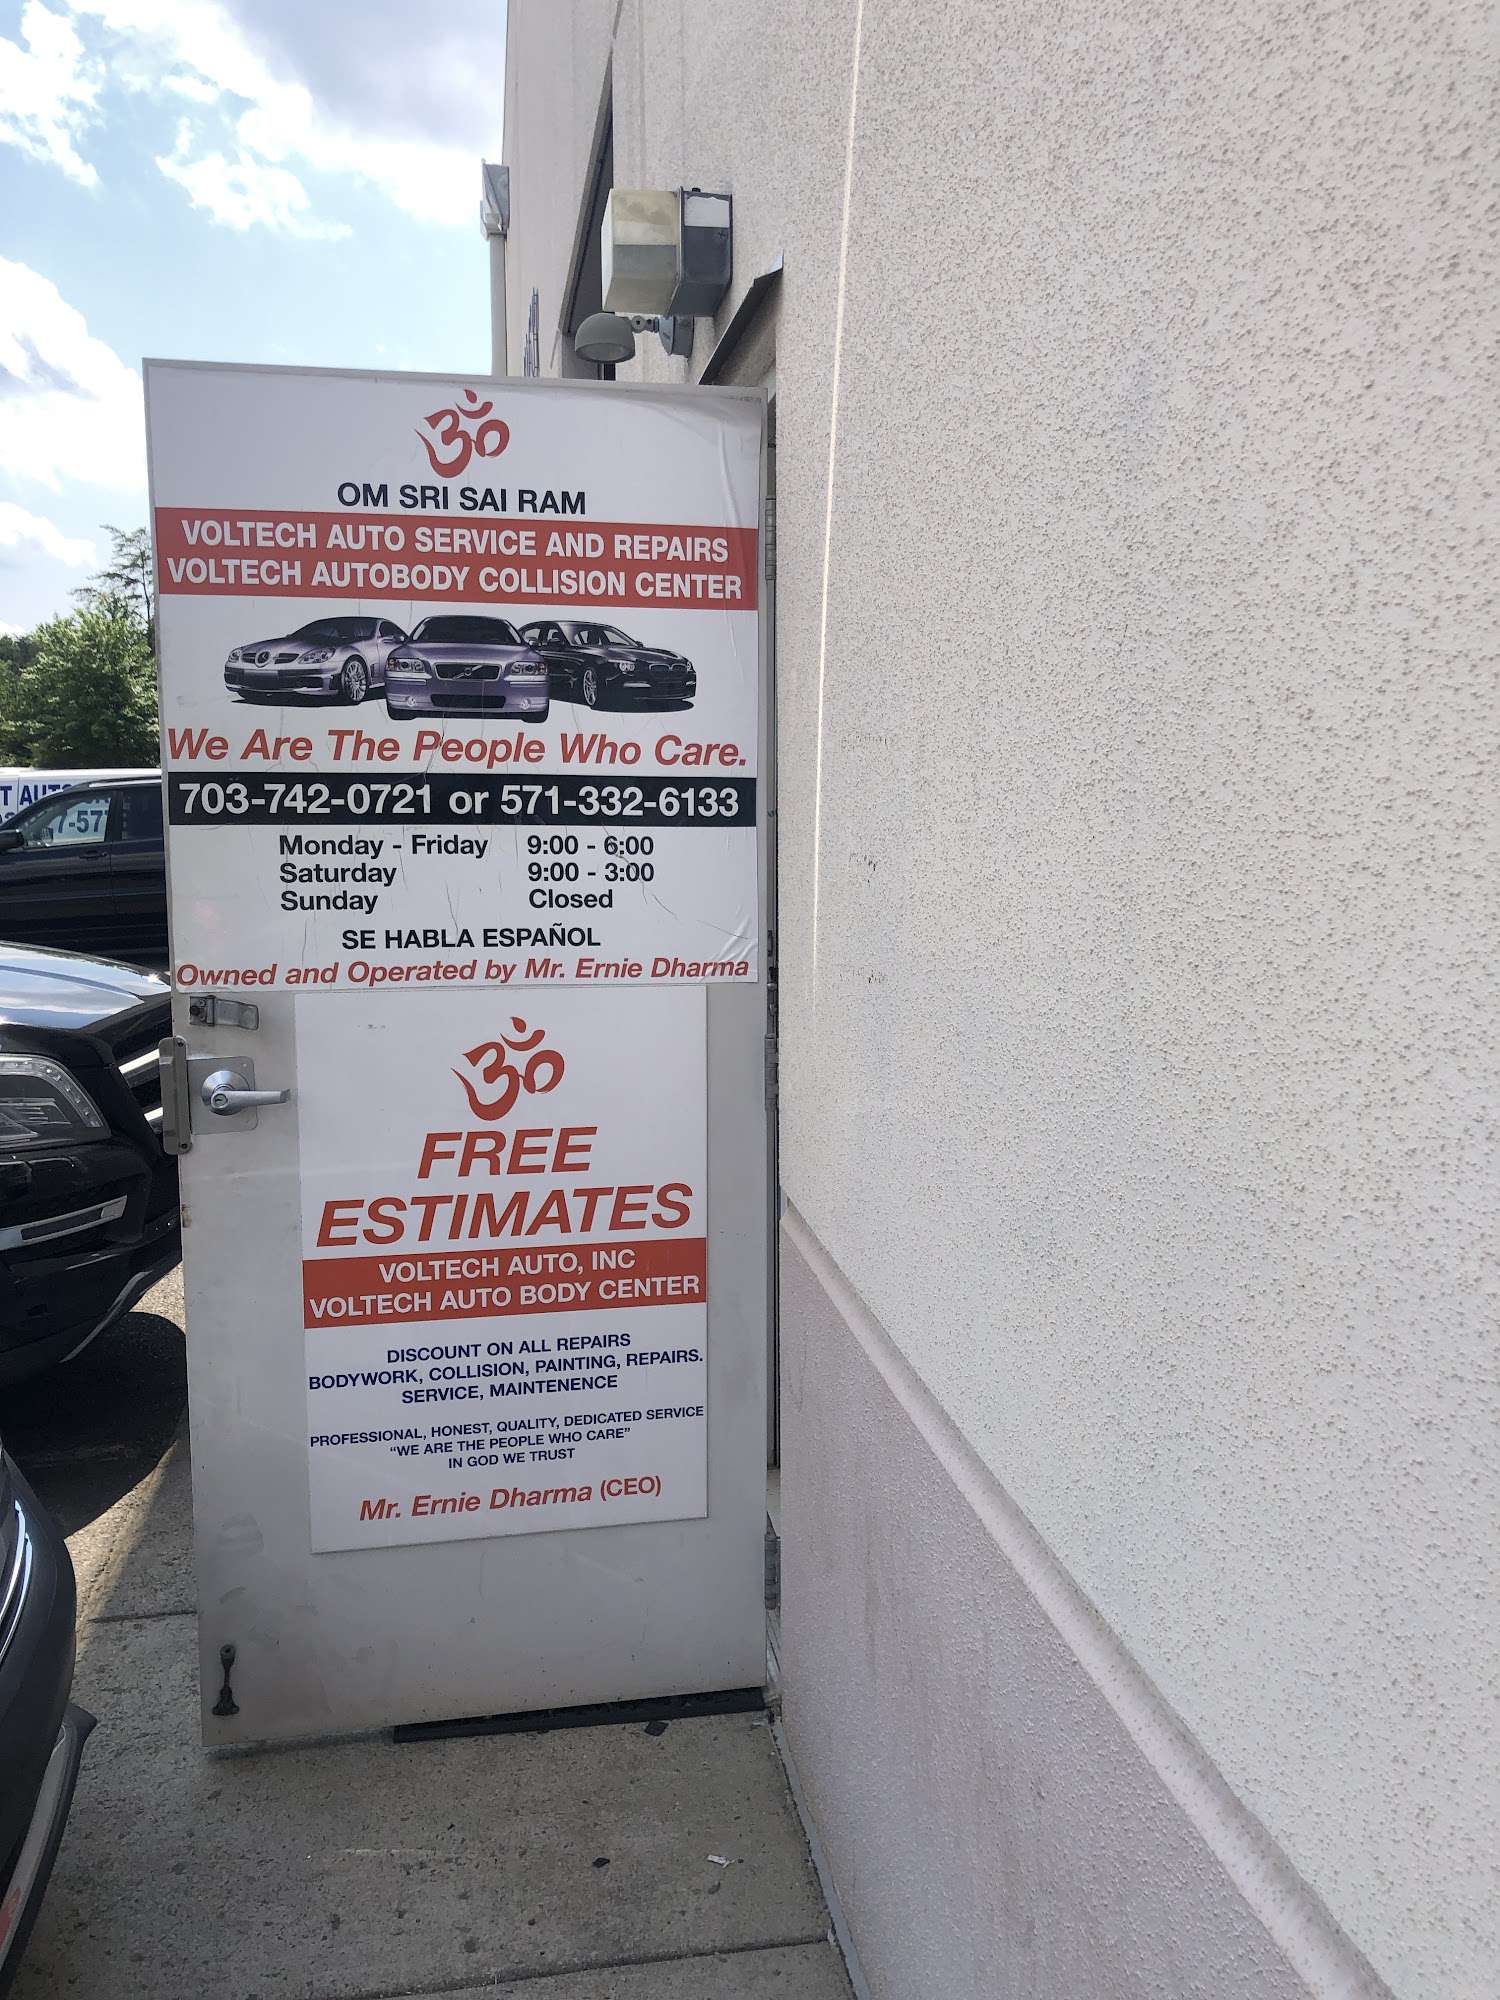 ॐ
OM SRI SAI RAM
VOLTECH AUTO SERVICE AND REPAIRS
VOLTECH AUTOBODY COLLISION CENTER
We Are The People Who Care.
703-742-0721 or 571-332-6133
Monday - Friday 9:00 - 6:00
Saturday 9:00 - 3:00
Sunday Closed
SE HABLA ESPAÑOL
Owned and Operated by Mr. Ernie Dharma
ॐ
FREE
ESTIMATES
VOLTECH AUTO, INC
VOLTECH AUTO BODY CENTER
DISCOUNT ON ALL REPAIRS
BODYWORK, COLLISION, PAINTING, REPAIRS.
SERVICE, MAINTENENCE
PROFESSIONAL, HONEST, QUALITY, DEDICATED SERVICE
“WE ARE THE PEOPLE WHO CARE”
IN GOD WE TRUST
Mr. Ernie Dharma (CEO)